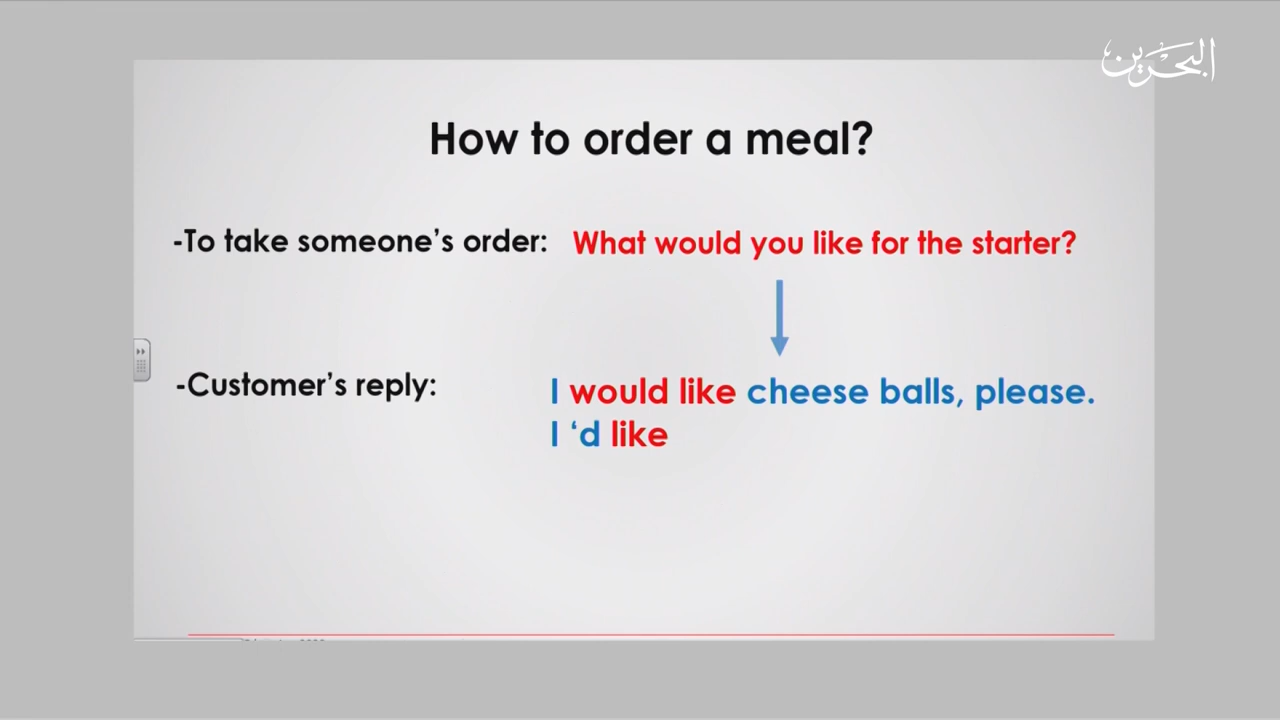 البحرين
How to order a meal?
-To take someone's order: What would you like for the starter?
-Customer's reply:
I would like cheese balls, please.
I ‘d like